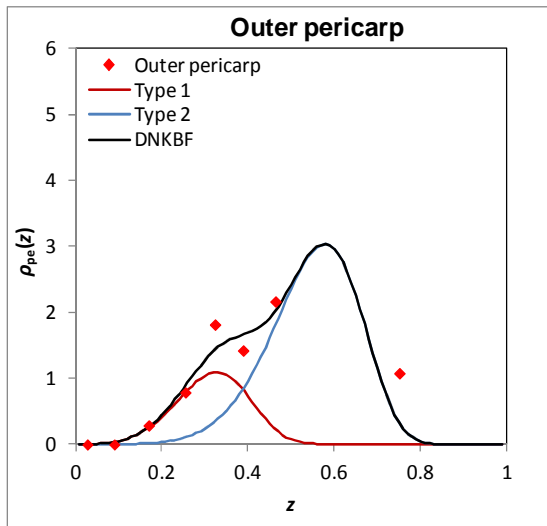 Outer pericarp
6
5
4
3
2
1
0
ρpe(z)
Outer pericarp
Type 1
Type 2
DNKBF
0 0.2 0.4 0.6 0.8 1
z